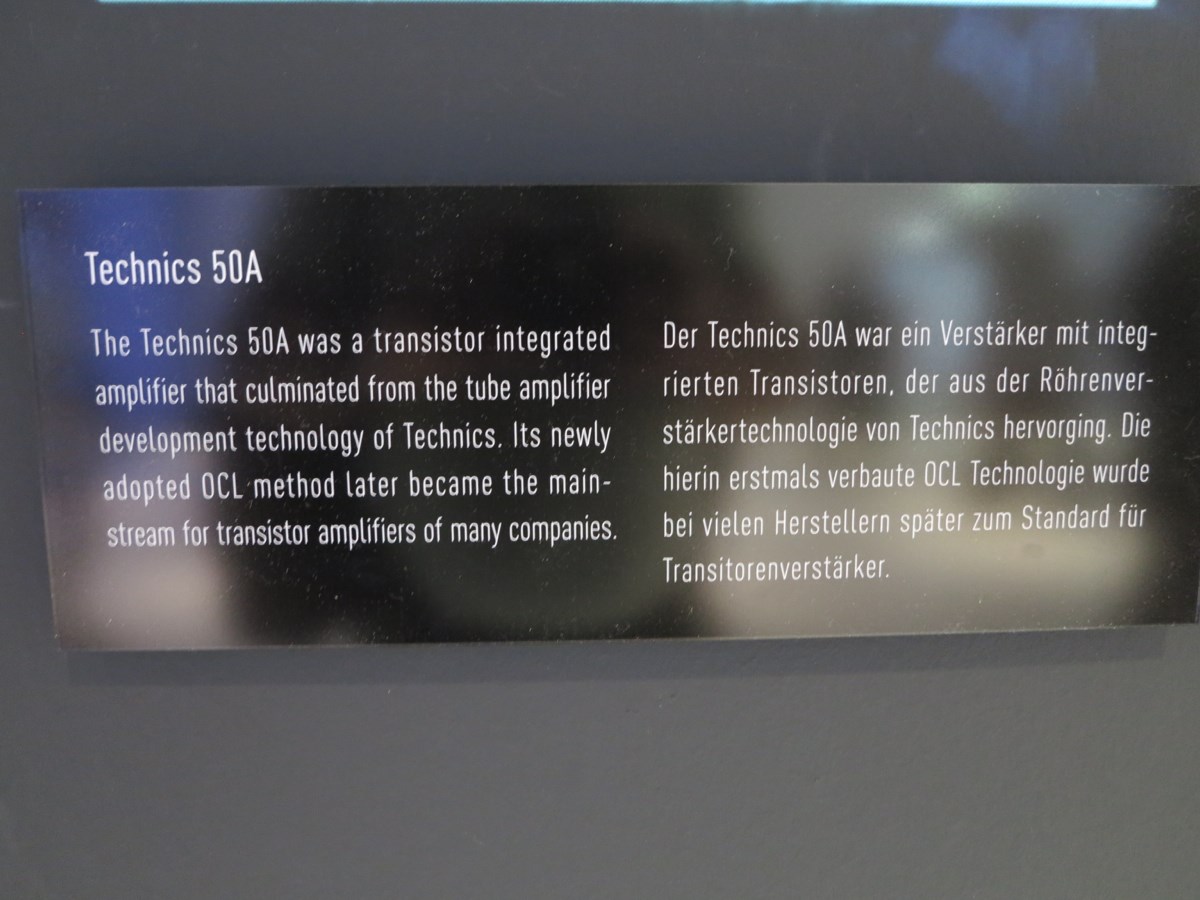 Technics 50A
The Technics 50A was a transistor integrated
amplifier that culminated from the tube amplifier
development technology of Technics. Its newly
adopted OCL method later became the main-
stream for transistor amplifiers of many companies.
Der Technics 50A war ein Verstärker mit integ-
rierten Transistoren, der aus der Röhrenver-
stärkertechnologie von Technics hervorging. Die
hierin erstmals verbaute OCL Technologie wurde
bei vielen Herstellern später zum Standard für
Transitorenverstärker.